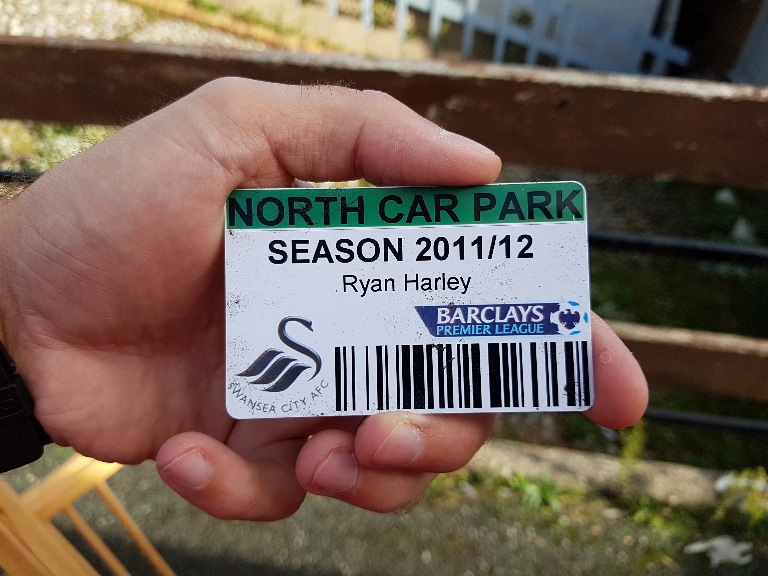 NORTH CAR PARK
SEASON 2011/12
Ryan Harley
BARCLAYS
PREMIER LEAGUE
SWANSEA CITY AFC